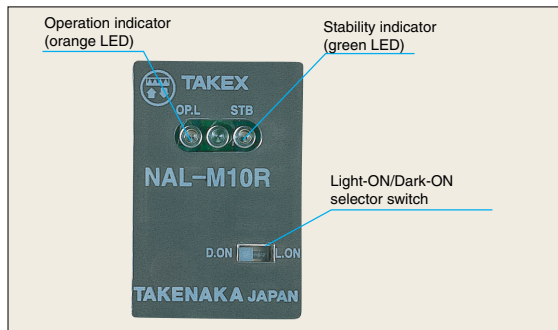 Operation indicator
(orange LED)
Stability indicator
(green LED)
TAKEX
OP.L STB
NAL-M10R
Light-ON/Dark-ON
selector switch
D.ON L.ON
TAKENAKA JAPAN